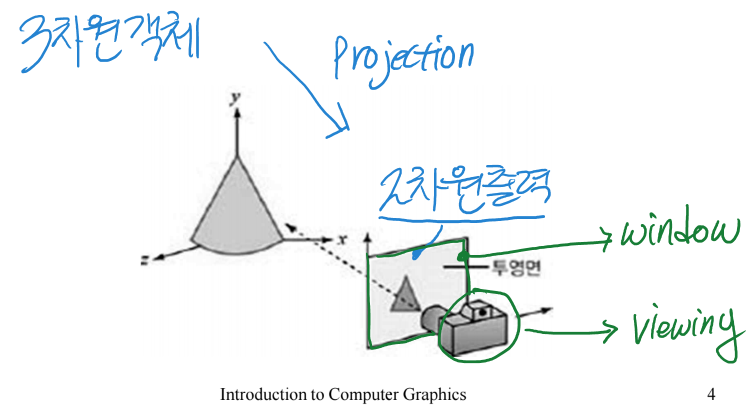 3차원객체
Projection
y
2차원출력
x
z
window
투영면
viewing
Introduction to Computer Graphics
4